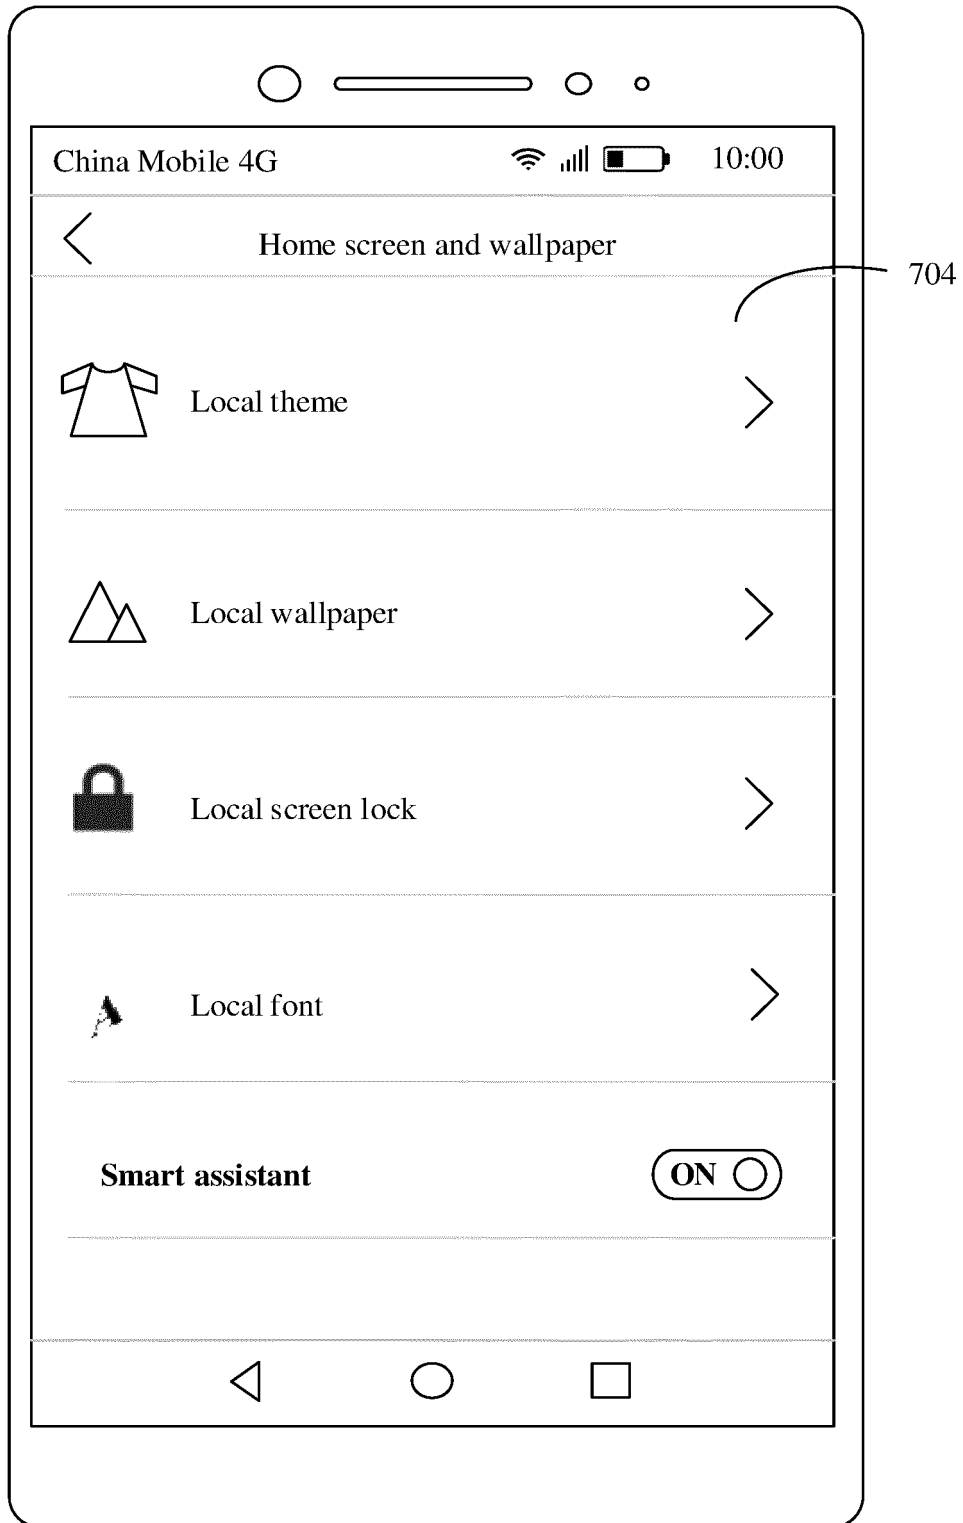 China Mobile 4G 10:00
Home screen and wallpaper
704
Local theme
Local wallpaper
Local screen lock
Local font
Smart assistant ON